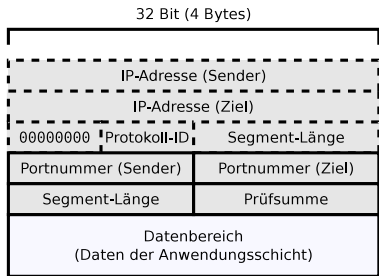 32 Bit (4 Bytes)
IP-Adresse (Sender)
IP-Adresse (Ziel)
00000000 Protokoll-ID Segment-Länge
Portnummer (Sender) Portnummer (Ziel)
Segment-Länge Prüfsumme
Datenbereich
(Daten der Anwendungsschicht)